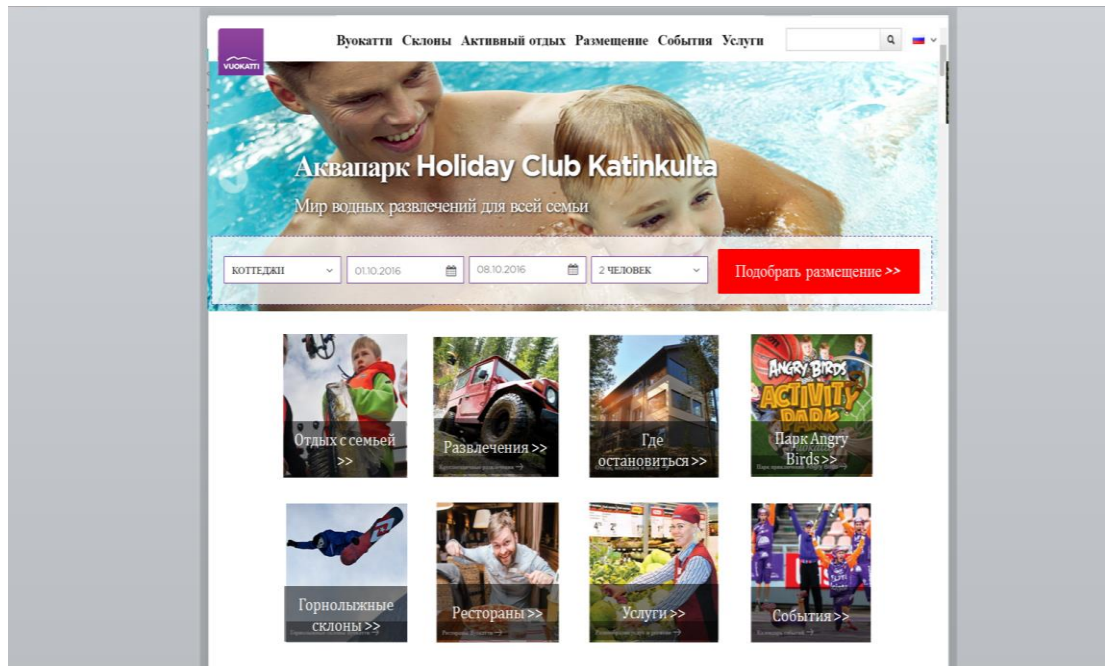 VUOKATTI
Вуокатти Склоны Активный отдых Размещение События Услуги
Аквапарк Holiday Club Katinkulta
Мир водных развлечений для всей семьи
КОТТЕДЖИ
01.10.2016
08.10.2016
2 ЧЕЛОВЕК
Подобрать размещение >>
Отдых с семьей
>>
Развлечения >>
Где
остановиться >>
ANGRY BIRDS
ACTIVITY
PARK
Парк Angry
Birds >>
Горнолыжные
склоны >>
Рестораны >>
Услуги >>
События >>
Календарь событий →